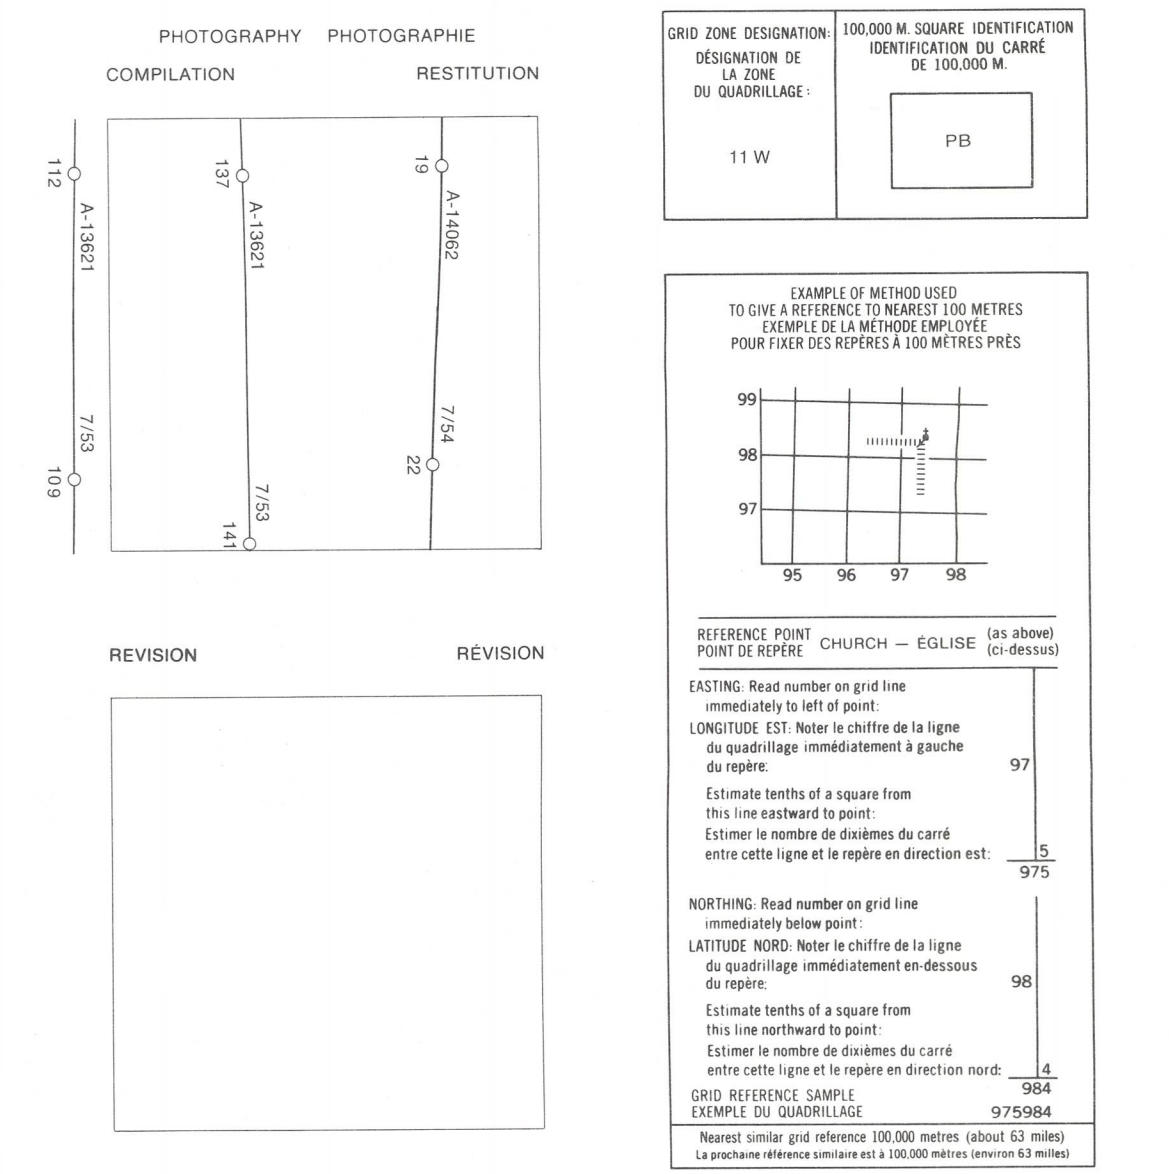 PHOTOGRAPHY PHOTOGRAPHIE
COMPILATION RESTITUTION
112
A-13621
7/53
109
137
A-13621
7/53
141
19
A-14062
7/54
22
REVISION RÉVISION
GRID ZONE DESIGNATION:
DÉSIGNATION DE
LA ZONE
DU QUADRILLAGE:
11 W
100,000 M. SQUARE IDENTIFICATION
IDENTIFICATION DU CARRÉ
DE 100,000 M.
PB
EXAMPLE OF METHOD USED
TO GIVE A REFERENCE TO NEAREST 100 METRES
EXEMPLE DE LA MÉTHODE EMPLOYÉE
POUR FIXER DES REPÈRES À 100 MÈTRES PRÈS
99
98
97
95 96 97 98
REFERENCE POINT
POINT DE REPÈRE
CHURCH — ÉGLISE
(as above)
(ci-dessus)
EASTING: Read number on grid line
immediately to left of point:
LONGITUDE EST: Noter le chiffre de la ligne
du quadrillage immédiatement à gauche
du repère: 97
Estimate tenths of a square from
this line eastward to point:
Estimer le nombre de dixièmes du carré
entre cette ligne et le repère en direction est: 5
975
NORTHING: Read number on grid line
immediately below point:
LATITUDE NORD: Noter le chiffre de la ligne
du quadrillage immédiatement en-dessous
du repère: 98
Estimate tenths of a square from
this line northward to point:
Estimer le nombre de dixièmes du carré
entre cette ligne et le repère en direction nord: 4
984
GRID REFERENCE SAMPLE
EXEMPLE DU QUADRILLAGE 975984
Nearest similar grid reference 100,000 metres (about 63 miles)
La prochaine référence similaire est à 100,000 mètres (environ 63 milles)